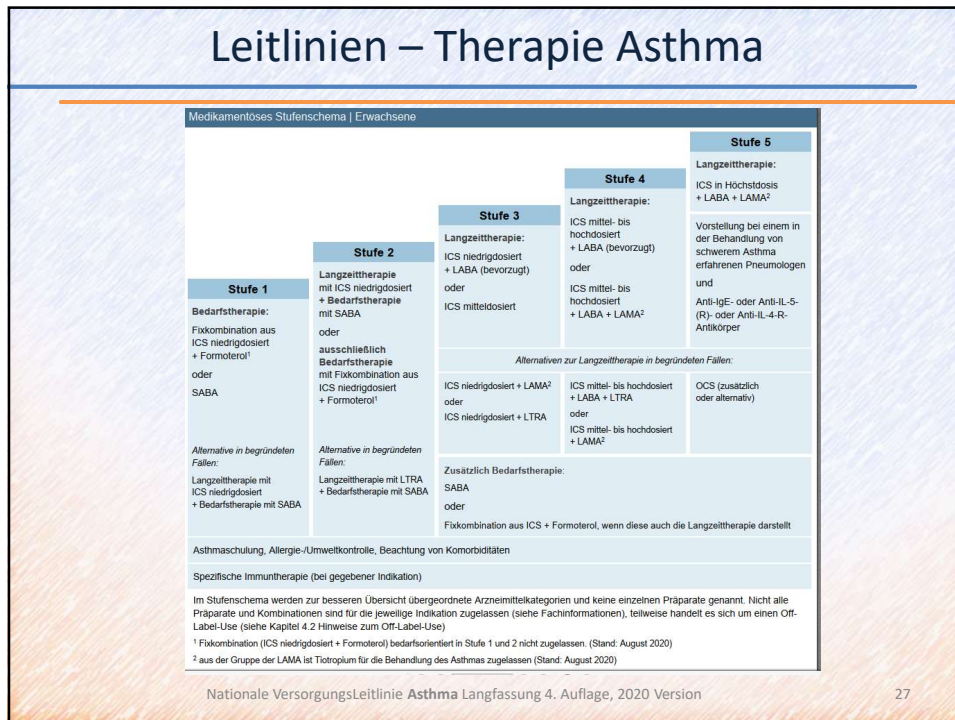 Leitlinien – Therapie Asthma
Medikamentöses Stufenschema | Erwachsene
Stufe 1
Bedarfstherapie:
Fixkombination aus
ICS niedrigdosiert
+ Formoterol¹
oder
SABA
Alternative in begründeten
Fällen:
Langzeittherapie mit
ICS niedrigdosiert
+ Bedarfstherapie mit SABA
Stufe 2
Langzeittherapie
mit ICS niedrigdosiert
+ Bedarfstherapie
mit SABA
oder
ausschließlich
Bedarfstherapie
mit Fixkombination aus
ICS niedrigdosiert
+ Formoterol¹
Alternative in begründeten
Fällen:
Langzeittherapie mit LTRA
+ Bedarfstherapie mit SABA
Stufe 3
Langzeittherapie:
ICS niedrigdosiert
+ LABA (bevorzugt)
oder
ICS mitteldosiert
Stufe 4
Langzeittherapie:
ICS mittel- bis
hochdosiert
+ LABA (bevorzugt)
oder
ICS mittel- bis
hochdosiert
+ LABA + LAMA²
Stufe 5
Langzeittherapie:
ICS in Höchstdosis
+ LABA + LAMA²
Vorstellung bei einem in
der Behandlung von
schwerem Asthma
erfahrenen Pneumologen
und
Anti-IgE- oder Anti-IL-5-
(R)- oder Anti-IL-4-R-
Antikörper
Alternativen zur Langzeittherapie in begründeten Fällen:
ICS niedrigdosiert + LAMA²
oder
ICS niedrigdosiert + LTRA
ICS mittel- bis hochdosiert
+ LABA + LTRA
oder
ICS mittel- bis hochdosiert
+ LAMA²
OCS (zusätzlich
oder alternativ)
Zusätzlich Bedarfstherapie:
SABA
oder
Fixkombination aus ICS + Formoterol, wenn diese auch die Langzeittherapie darstellt
Asthmaschulung, Allergie-/Umweltkontrolle, Beachtung von Komorbiditäten
Spezifische Immuntherapie (bei gegebener Indikation)
Im Stufenschema werden zur besseren Übersicht übergeordnete Arzneimittelkategorien und keine einzelnen Präparate genannt. Nicht alle
Präparate und Kombinationen sind für die jeweilige Indikation zugelassen (siehe Fachinformationen), teilweise handelt es sich um einen Off-
Label-Use (siehe Kapitel 4.2 Hinweise zum Off-Label-Use)
¹ Fixkombination (ICS niedrigdosiert + Formoterol) bedarfsorientiert in Stufe 1 und 2 nicht zugelassen. (Stand: August 2020)
² aus der Gruppe der LAMA ist Tiotropium für die Behandlung des Asthmas zugelassen (Stand: August 2020)
Nationale VersorgungsLeitlinie Asthma Langfassung 4. Auflage, 2020 Version
27